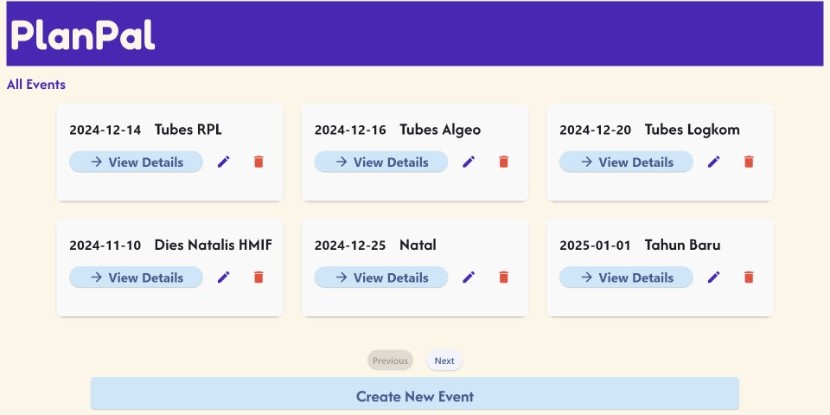 PlanPal
All Events
2024-12-14 Tubes RPL
→ View Details
2024-12-16 Tubes Algeo
→ View Details
2024-12-20 Tubes Logkom
→ View Details
2024-11-10 Dies Natalis HMIF
→ View Details
2024-12-25 Natal
→ View Details
2025-01-01 Tahun Baru
→ View Details
Previous Next
Create New Event